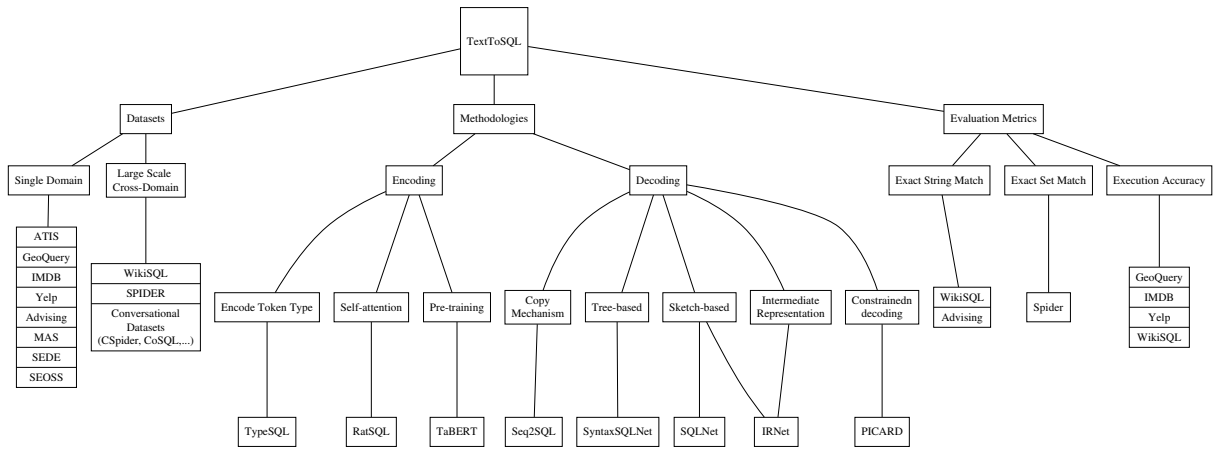 TextToSQL
Datasets
Methodologies
Evaluation Metrics
Single Domain
Large Scale
Cross-Domain
Encoding
Decoding
Exact String Match
Exact Set Match
Execution Accuracy
ATIS
GeoQuery
IMDB
Yelp
Advising
MAS
SEDE
SEOSS
WikiSQL
SPIDER
Conversational
Datasets
(CSpider, CoSQL,...)
Encode Token Type
Self-attention
Pre-training
Copy
Mechanism
Tree-based
Sketch-based
Intermediate
Representation
Constrainedn
decoding
WikiSQL
Advising
Spider
GeoQuery
IMDB
Yelp
WikiSQL
TypeSQL
RatSQL
TaBERT
Seq2SQL
SyntaxSQLNet
SQLNet
IRNet
PICARD